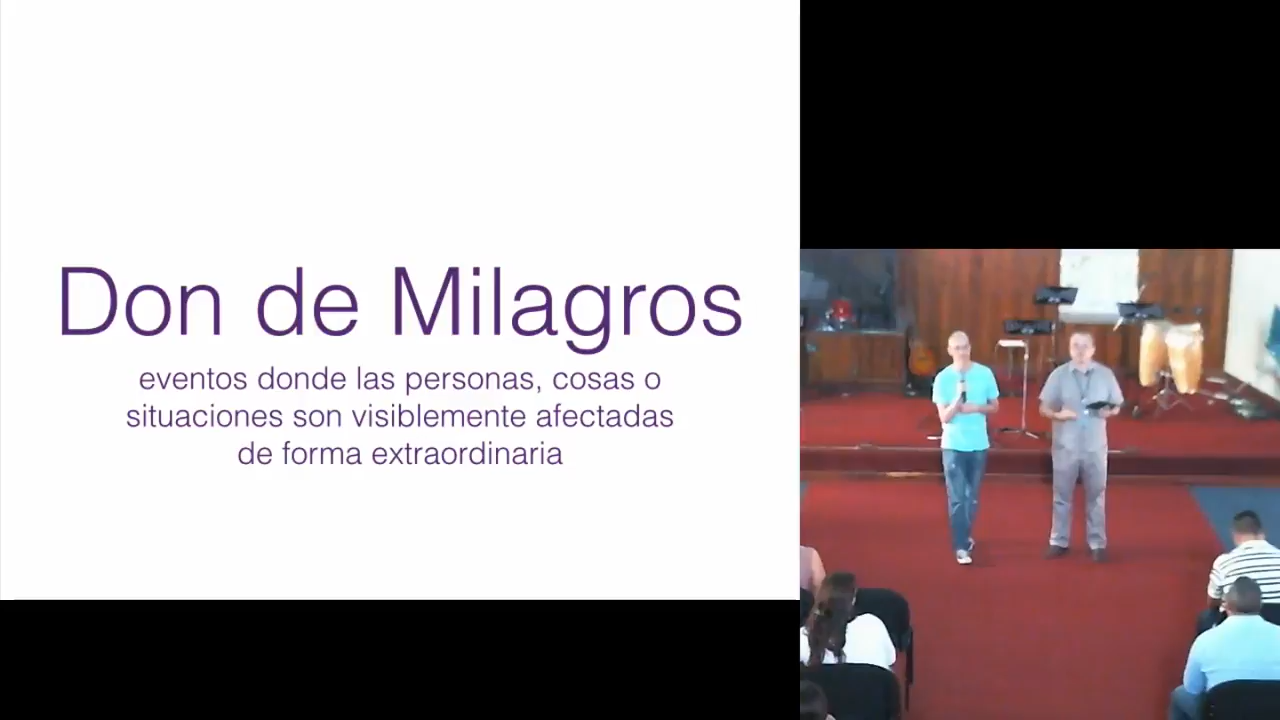 Don de Milagros
eventos donde las personas, cosas o
situaciones son visiblemente afectadas
de forma extraordinaria